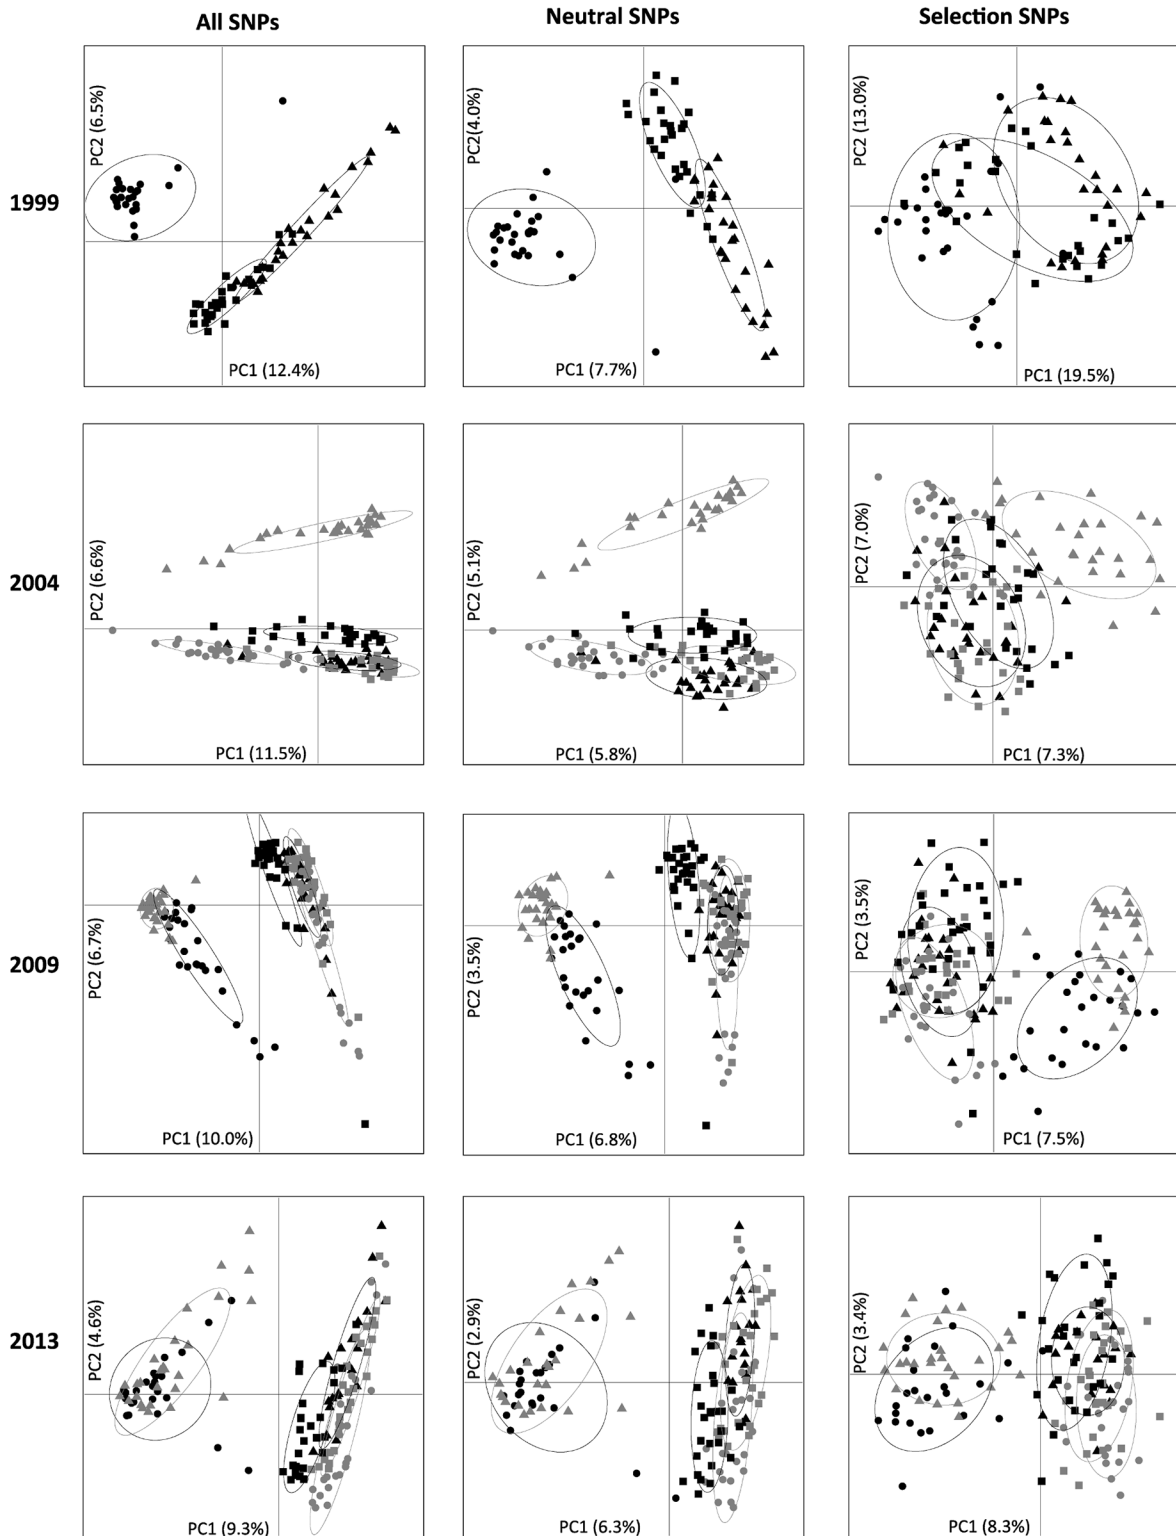 All SNPs
Neutral SNPs
Selection SNPs
1999
PC2 (6.5%)
PC1 (12.4%)
PC2(4.0%)
PC1 (7.7%)
PC2 (13.0%)
PC1 (19.5%)
2004
PC2 (6.6%)
PC1 (11.5%)
PC2 (5.1%)
PC1 (5.8%)
PC2 (7.0%)
PC1 (7.3%)
2009
PC2 (6.7%)
PC1 (10.0%)
PC2 (3.5%)
PC1 (6.8%)
PC2 (3.5%)
PC1 (7.5%)
2013
PC2 (4.6%)
PC1 (9.3%)
PC2 (2.9%)
PC1 (6.3%)
PC2 (3.4%)
PC1 (8.3%)